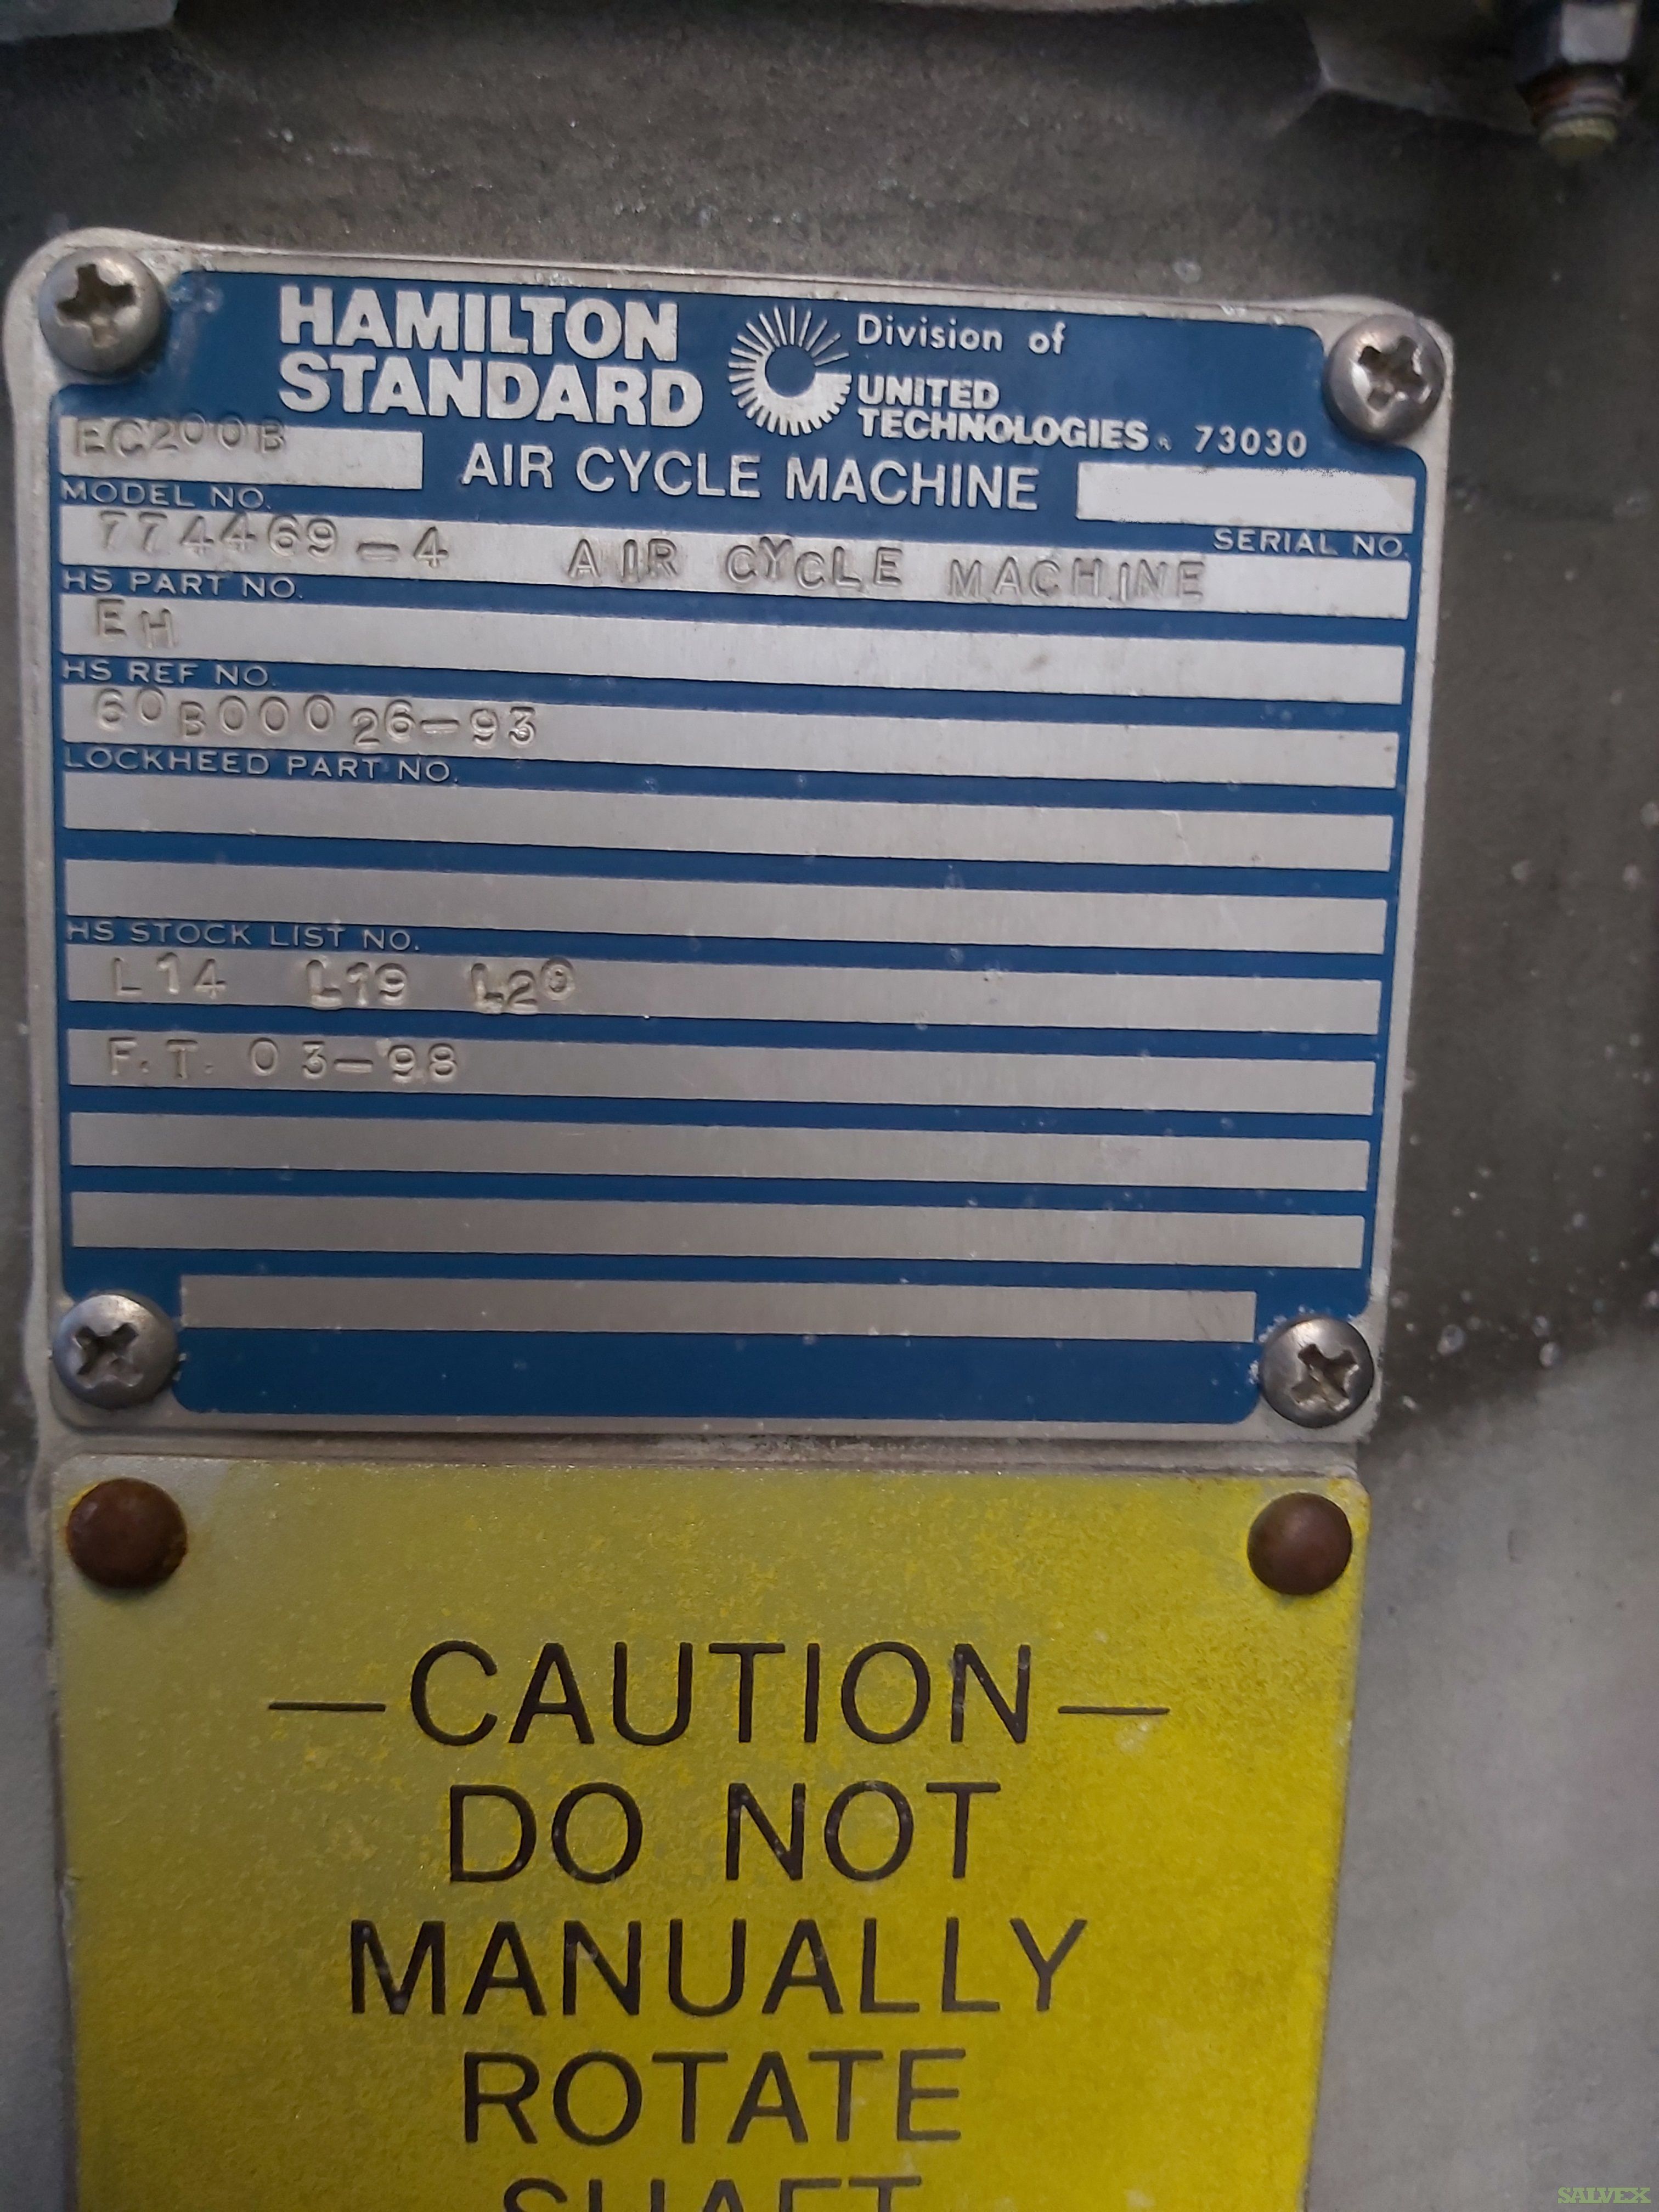 HAMILTON STANDARD
Division of
UNITED
TECHNOLOGIES® 73030
EC200B
AIR CYCLE MACHINE
MODEL NO.
SERIAL NO.
774469-4 AIR CYCLE MACHINE
HS PART NO.
EH
HS REF NO.
60B00026-93
LOCKHEED PART NO.
HS STOCK LIST NO.
L14 L19 L20
F.T. 03-98
—CAUTION—
DO NOT
MANUALLY
ROTATE
SHAFT
SALVEX